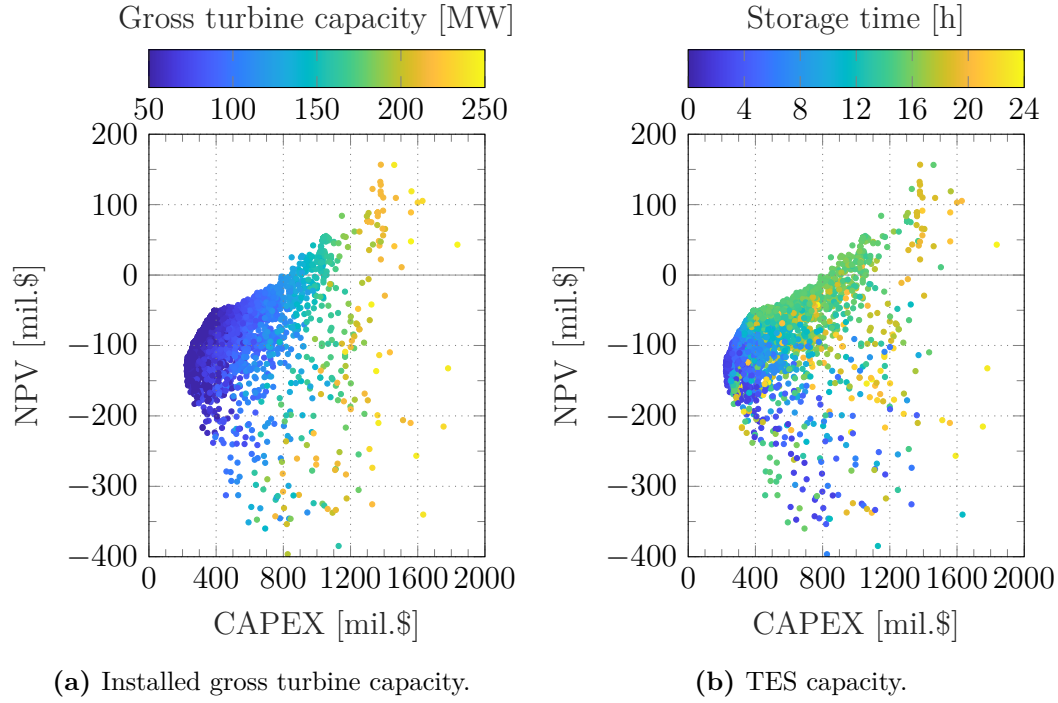 Gross turbine capacity [MW]
50 100 150 200 250
200
100
0
−100
−200
−300
−400
NPV [mil.$]
0 400 800 1200 1600 2000
CAPEX [mil.$]
(a) Installed gross turbine capacity.
Storage time [h]
0 4 8 12 16 20 24
200
100
0
−100
−200
−300
−400
NPV [mil.$]
0 400 800 1200 1600 2000
CAPEX [mil.$]
(b) TES capacity.